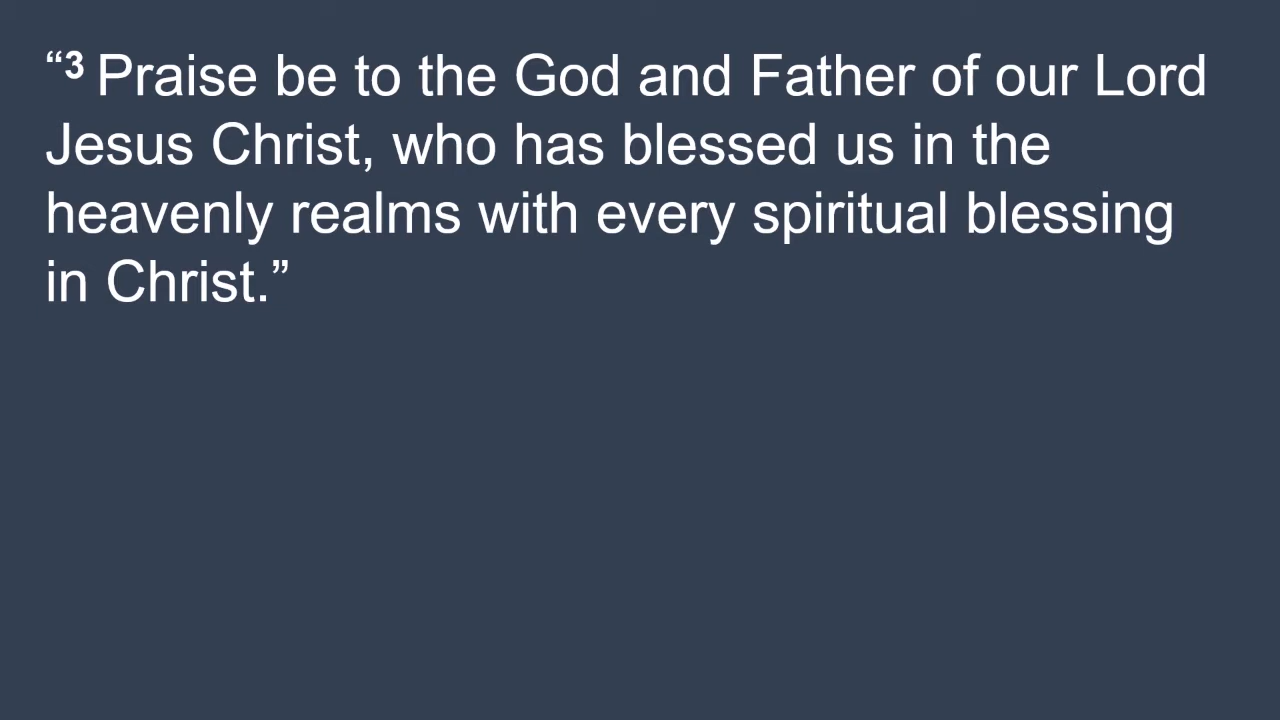 “3 Praise be to the God and Father of our Lord
Jesus Christ, who has blessed us in the
heavenly realms with every spiritual blessing
in Christ.”